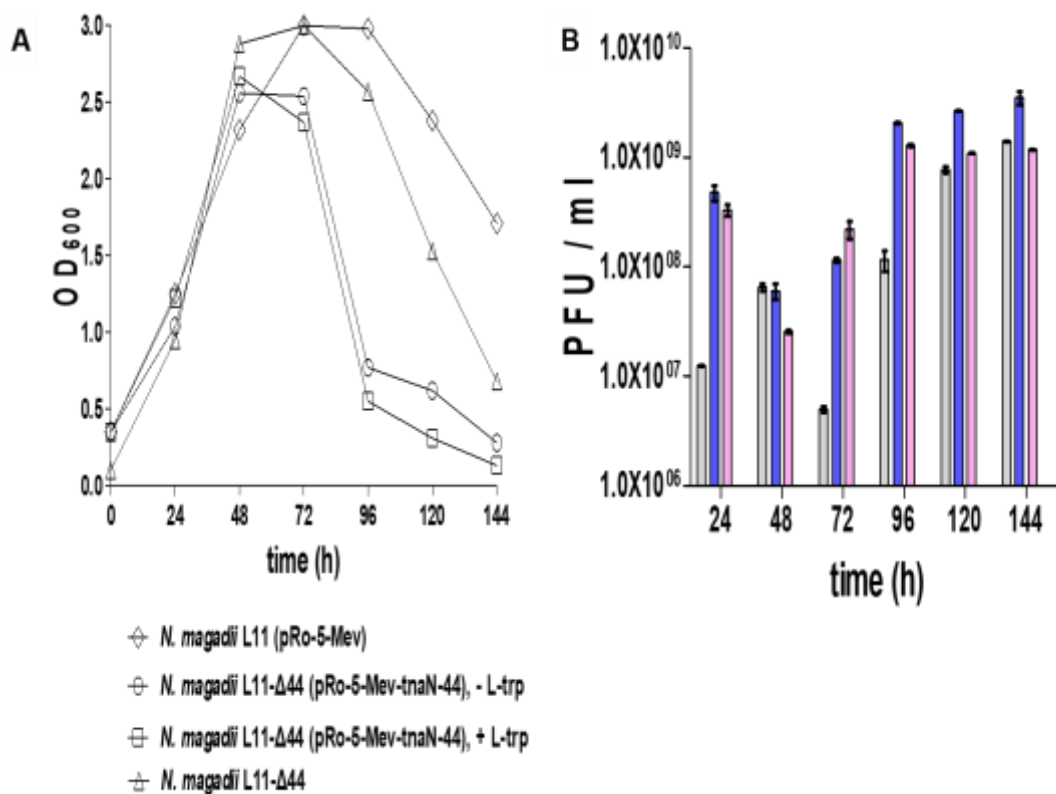 A
OD600
3.0
2.5
2.0
1.5
1.0
0.5
0.0
0 24 48 72 96 120 144
time (h)
B
PFU / ml
1.0X10^10
1.0X10^09
1.0X10^08
1.0X10^07
1.0X10^06
24 48 72 96 120 144
time (h)
N. magadii L11 (pRo-5-Mev)
N. magadii L11-Δ44 (pRo-5-Mev-tnaN-44), - L-trp
N. magadii L11-Δ44 (pRo-5-Mev-tnaN-44), + L-trp
N. magadii L11-Δ44